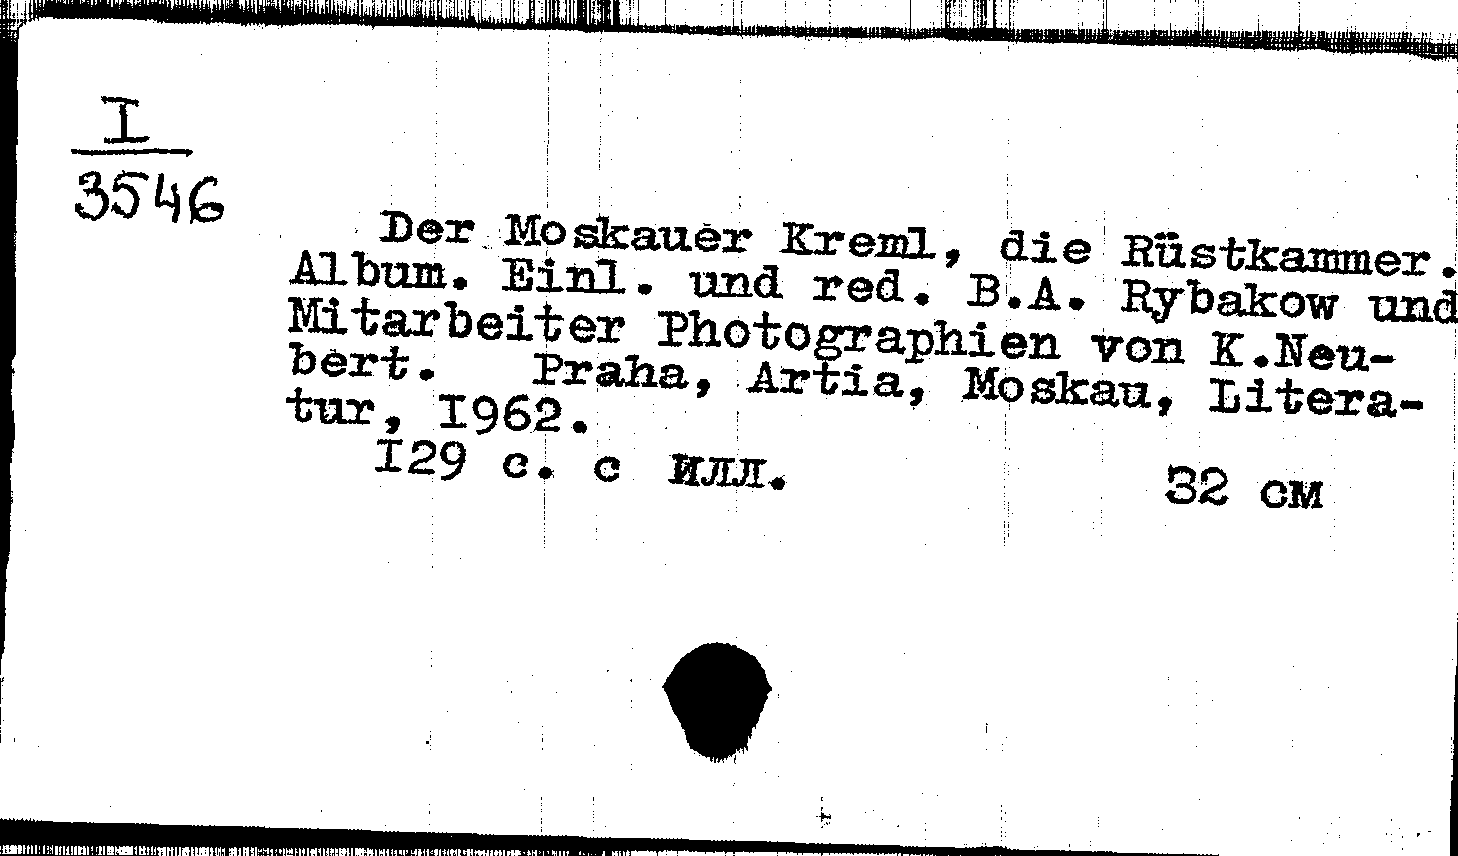 I
3546
Der Moskauer Kreml, die Rüstkammer.
Album. Einl. und red. B.A. Rybakow und
Mitarbeiter Photographien von K.Neu-
bert. Praha, Artia, Moskau, Litera-
tur, I962.
I29 с. с илл. 32 см